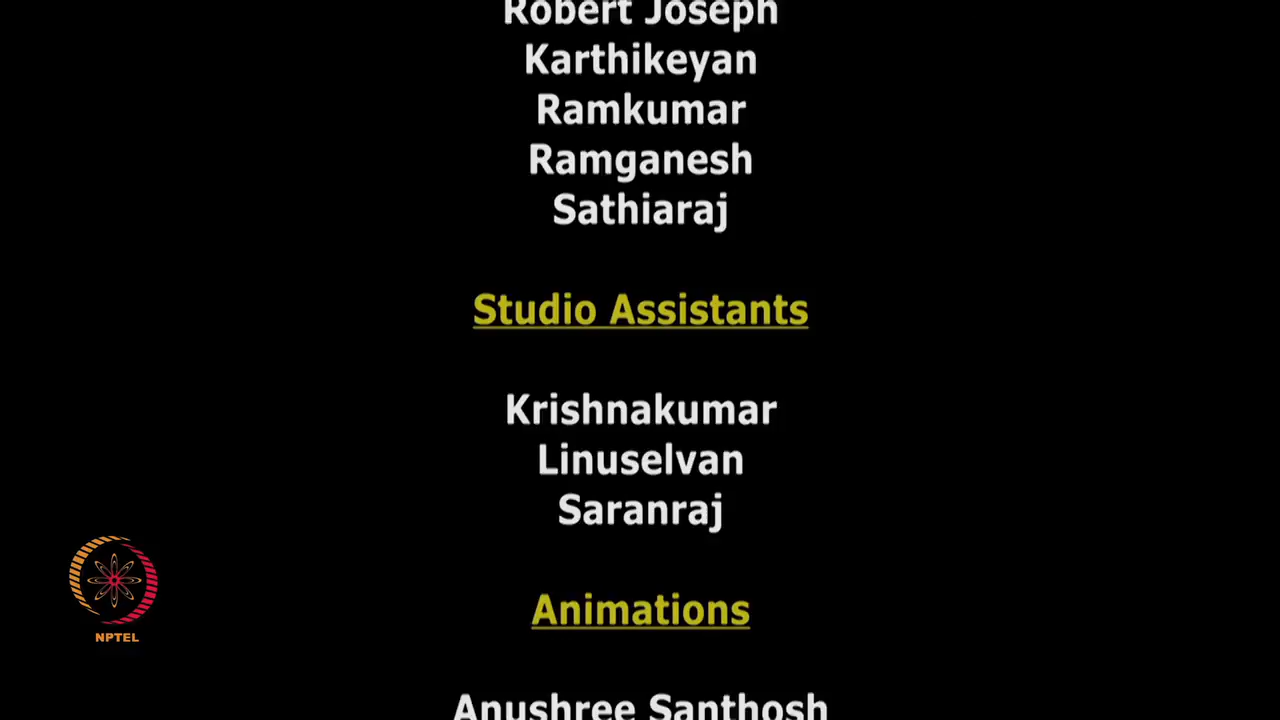 Robert Joseph
Karthikeyan
Ramkumar
Ramganesh
Sathiaraj
Studio Assistants
Krishnakumar
Linuselvan
Saranraj
Animations
Anushree Santhosh
NPTEL